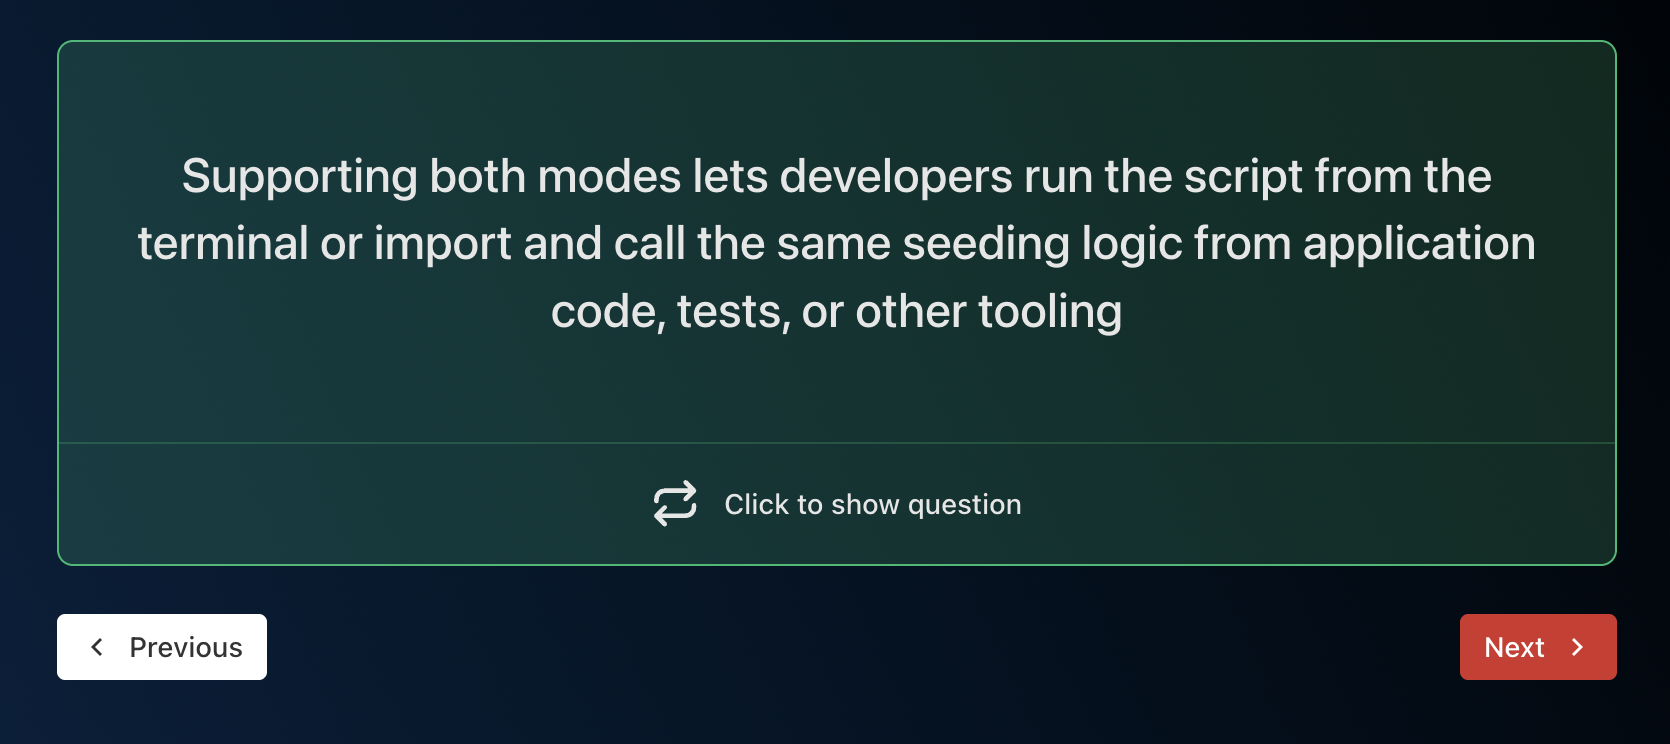 Supporting both modes lets developers run the script from the
terminal or import and call the same seeding logic from application
code, tests, or other tooling
Click to show question
Previous
Next